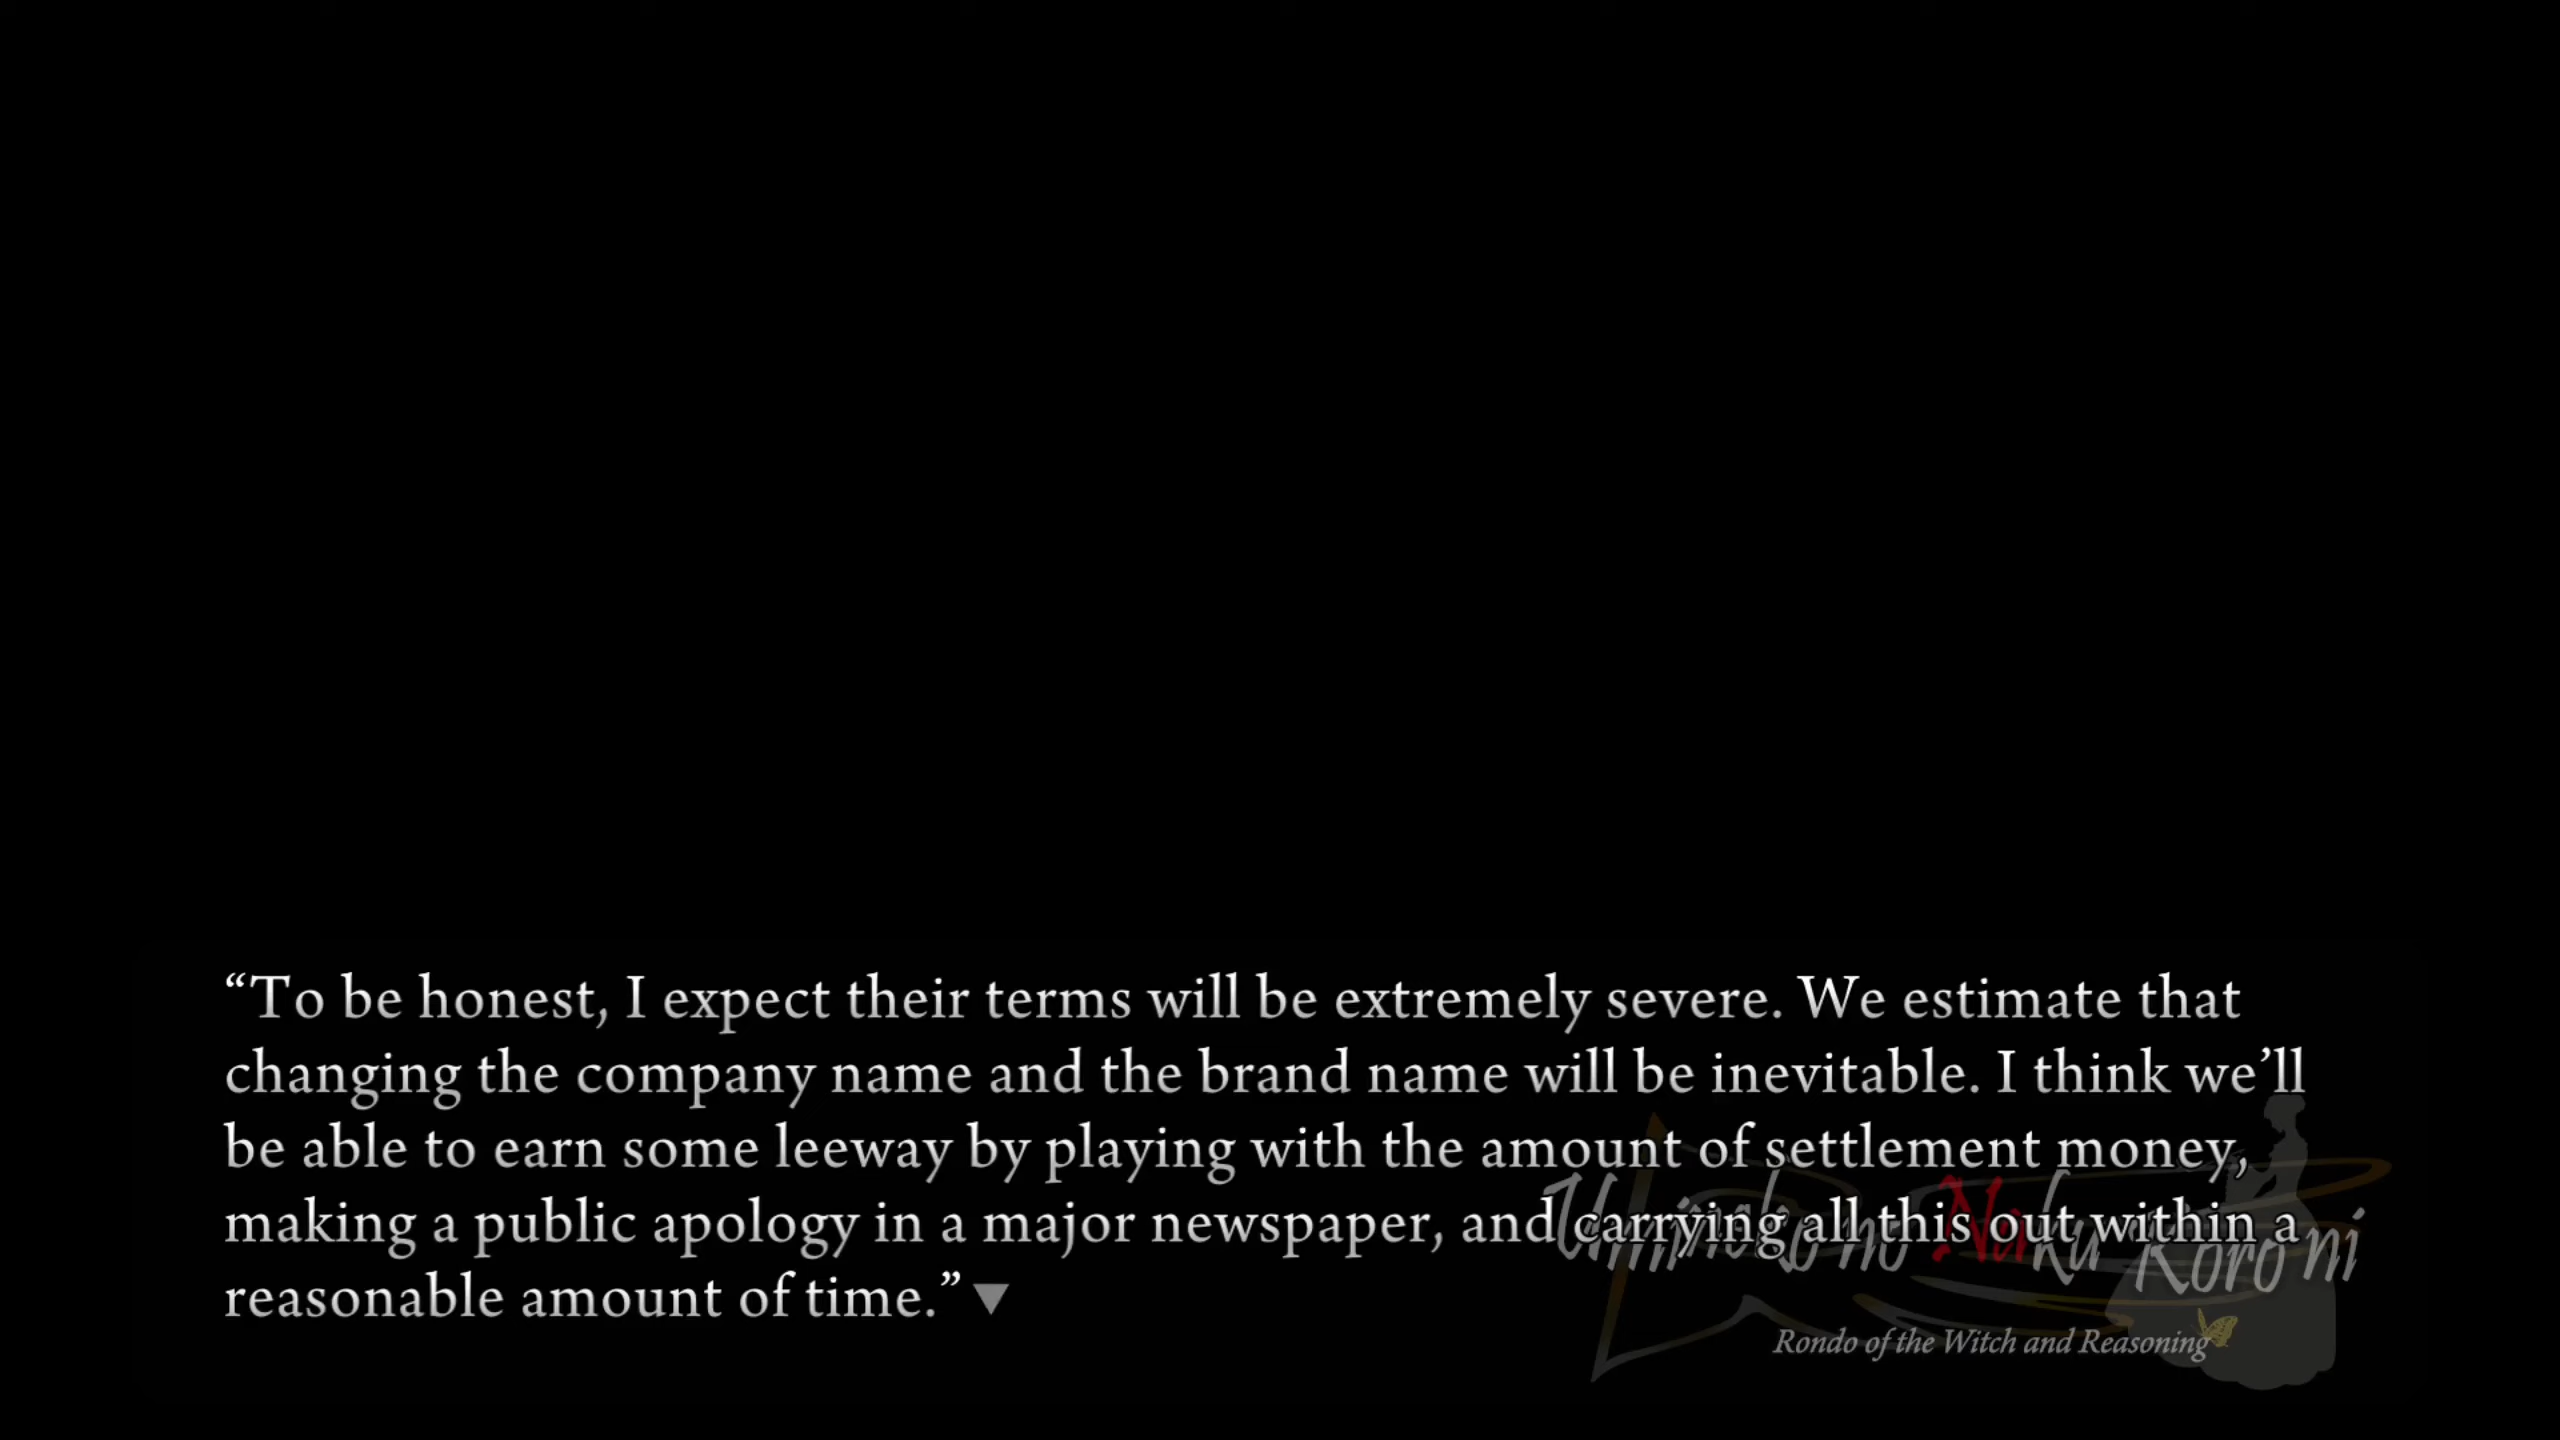 “To be honest, I expect their terms will be extremely severe. We estimate that
changing the company name and the brand name will be inevitable. I think we’ll
be able to earn some leeway by playing with the amount of settlement money,
making a public apology in a major newspaper, and carrying all this out within a
reasonable amount of time.”
Umineko no Naku Koro ni
Rondo of the Witch and Reasoning